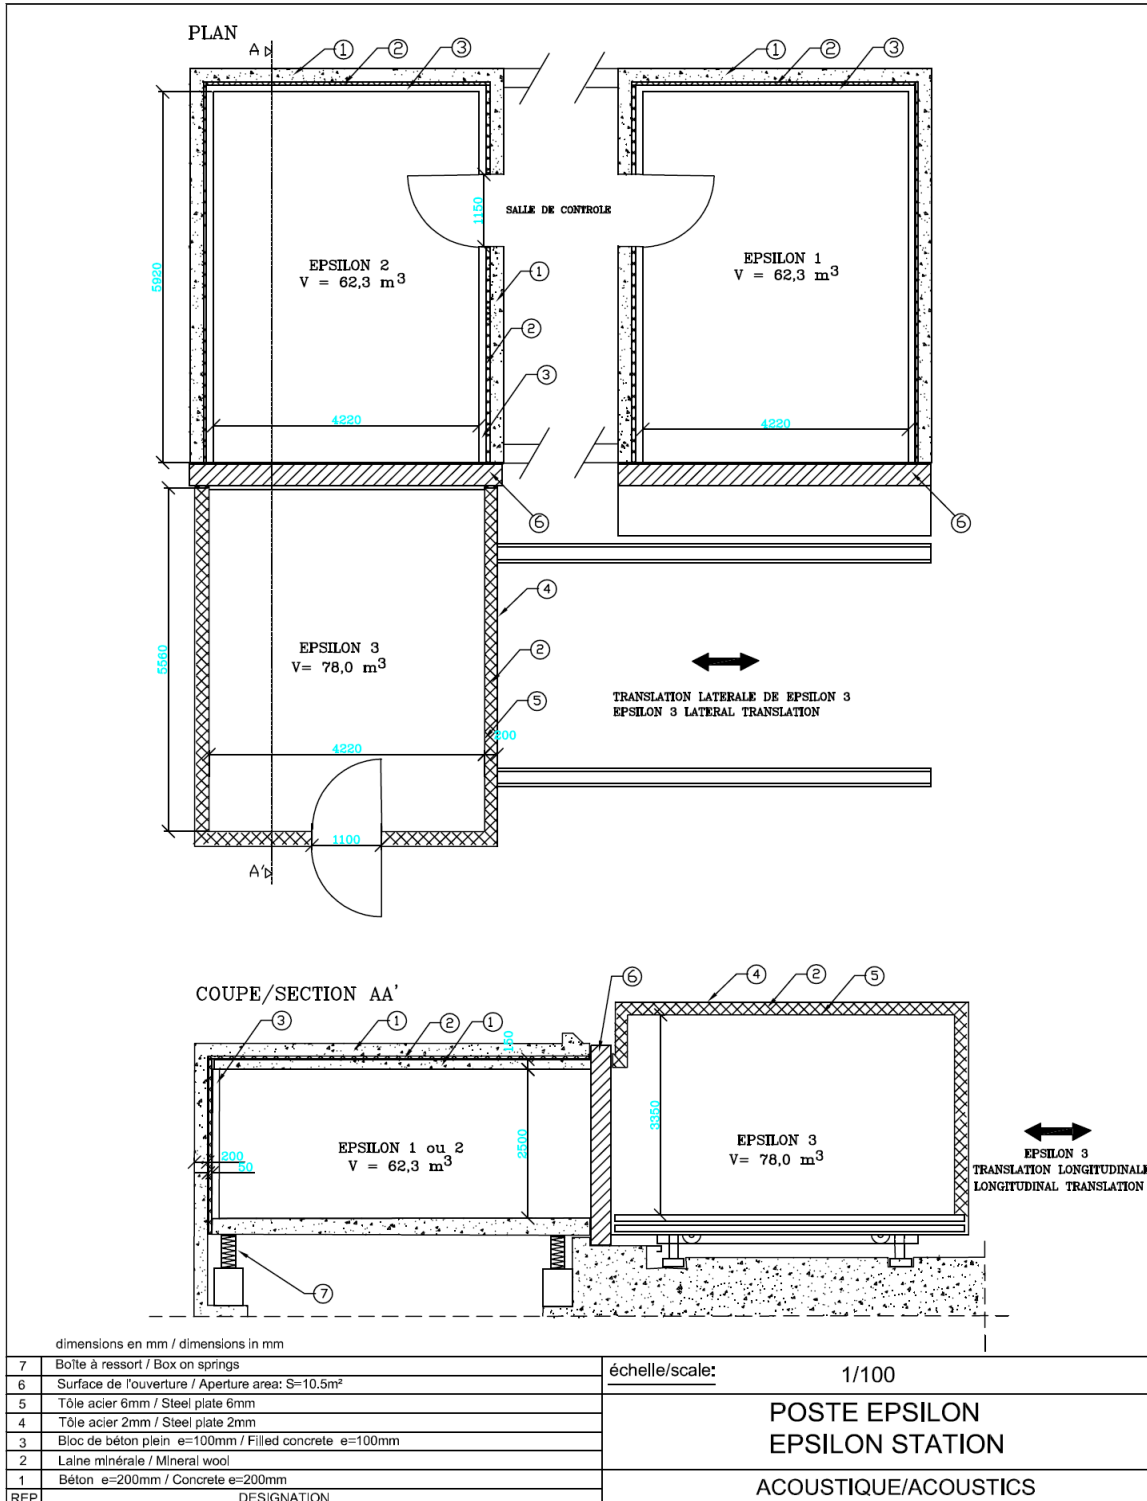 PLAN
A
1
2
3
1
2
3
5920
1150
SALLE DE CONTROLE
EPSILON 2
V = 62,3 m³
EPSILON 1
V = 62,3 m³
1
2
3
4220
4220
6
6
4
5560
EPSILON 3
V= 78,0 m³
2
TRANSLATION LATERALE DE EPSILON 3
EPSILON 3 LATERAL TRANSLATION
5
200
4220
1100
A'
COUPE/SECTION AA'
3
1
2
1
150
6
4
2
5
3350
2500
EPSILON 1 ou 2
V = 62,3 m³
200
50
EPSILON 3
V= 78,0 m³
EPSILON 3
TRANSLATION LONGITUDINALE
LONGITUDINAL TRANSLATION
7
dimensions en mm / dimensions in mm
7 Boîte à ressort / Box on springs
6 Surface de l'ouverture / Aperture area: S=10.5m²
5 Tôle acier 6mm / Steel plate 6mm
4 Tôle acier 2mm / Steel plate 2mm
3 Bloc de béton plein e=100mm / Filled concrete e=100mm
2 Laine minérale / Mineral wool
1 Béton e=200mm / Concrete e=200mm
REP DESIGNATION
échelle/scale: 1/100
POSTE EPSILON
EPSILON STATION
ACOUSTIQUE/ACOUSTICS